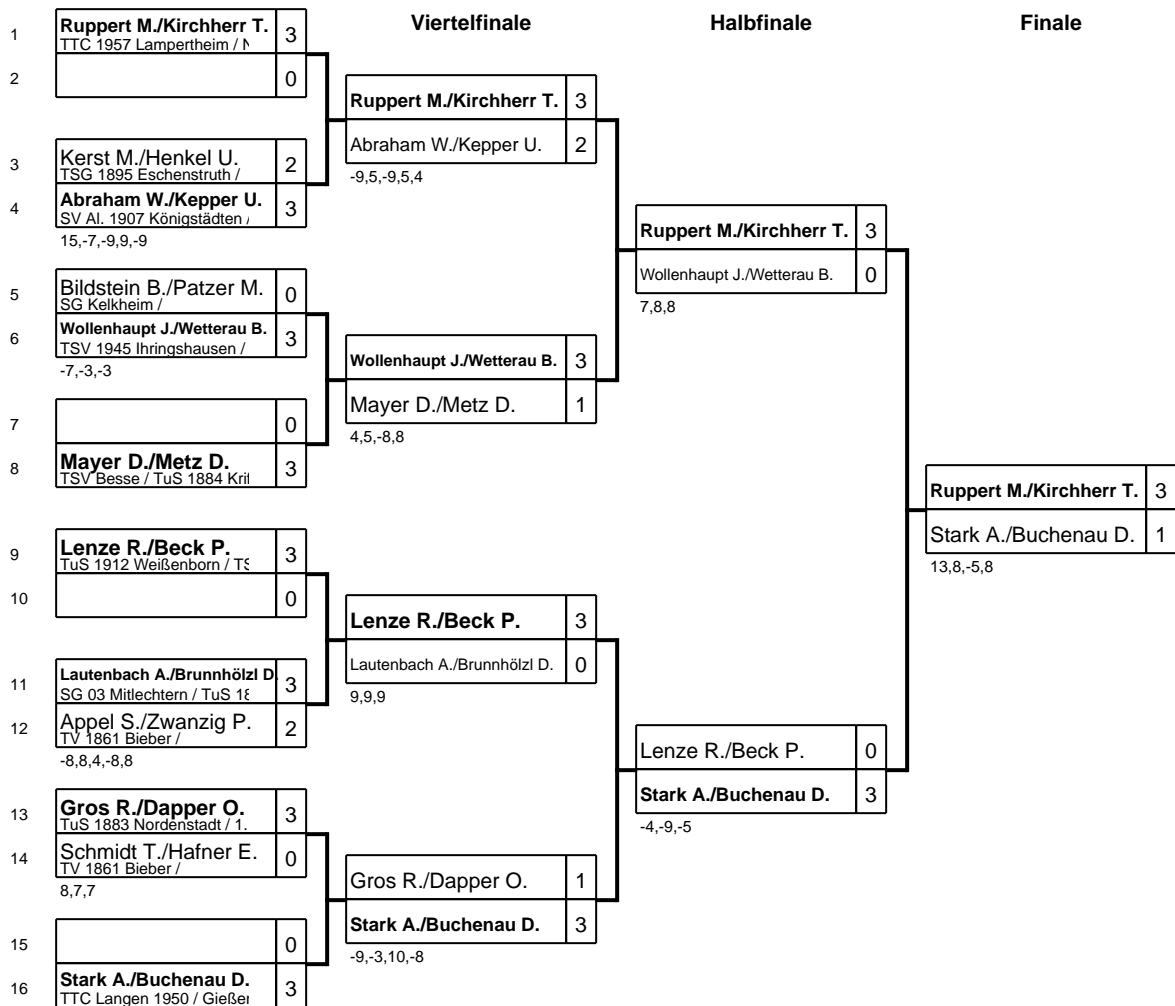 Viertelfinale
Halbfinale
Finale
1
Ruppert M./Kirchherr T. 3
TTC 1957 Lampertheim /
2
0
Ruppert M./Kirchherr T. 3
Abraham W./Kepper U. 2
-9,5,-9,5,4
3
Kerst M./Henkel U. 2
TSG 1895 Eschenstruth /
4
Abraham W./Kepper U. 3
SV Al. 1907 Königstädten /
15,-7,-9,9,-9
Ruppert M./Kirchherr T. 3
Wollenhaupt J./Wetterau B. 0
7,8,8
5
Bildstein B./Patzer M. 0
SG Kelkheim /
6
Wollenhaupt J./Wetterau B. 3
TSV 1945 Ihringshausen /
-7,-3,-3
Wollenhaupt J./Wetterau B. 3
Mayer D./Metz D. 1
4,5,-8,8
7
0
8
Mayer D./Metz D. 3
TSV Besse / TuS 1884
Ruppert M./Kirchherr T. 3
Stark A./Buchenau D. 1
13,8,-5,8
9
Lenze R./Beck P. 3
TuS 1912 Weißenborn /
10
0
Lenze R./Beck P. 3
Lautenbach A./Brunnhölzl D. 0
9,9,9
11
Lautenbach A./Brunnhölzl D. 3
SG 03 Mitlechtern / TuS
12
Appel S./Zwanzig P. 2
TV 1861 Bieber /
-8,8,4,-8,8
Lenze R./Beck P. 0
Stark A./Buchenau D. 3
-4,-9,-5
13
Gros R./Dapper O. 3
TuS 1883 Nordenstadt / 1.
14
Schmidt T./Hafner E. 0
TV 1861 Bieber /
8,7,7
Gros R./Dapper O. 1
Stark A./Buchenau D. 3
-9,-3,10,-8
15
0
16
Stark A./Buchenau D. 3
TTC Langen 1950 /